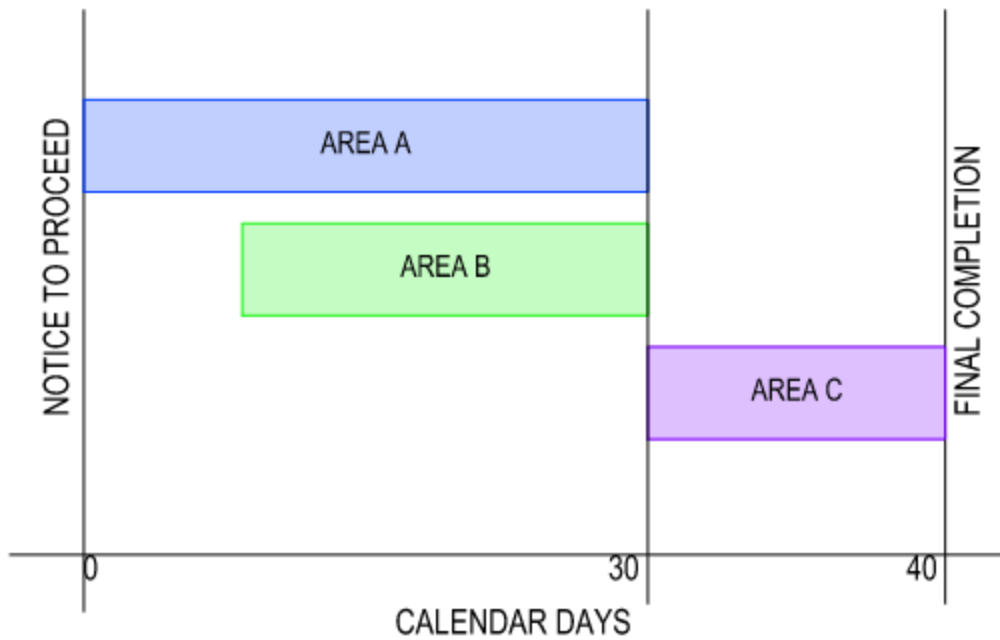 NOTICE TO PROCEED
AREA A
AREA B
AREA C
FINAL COMPLETION
0
30
40
CALENDAR DAYS